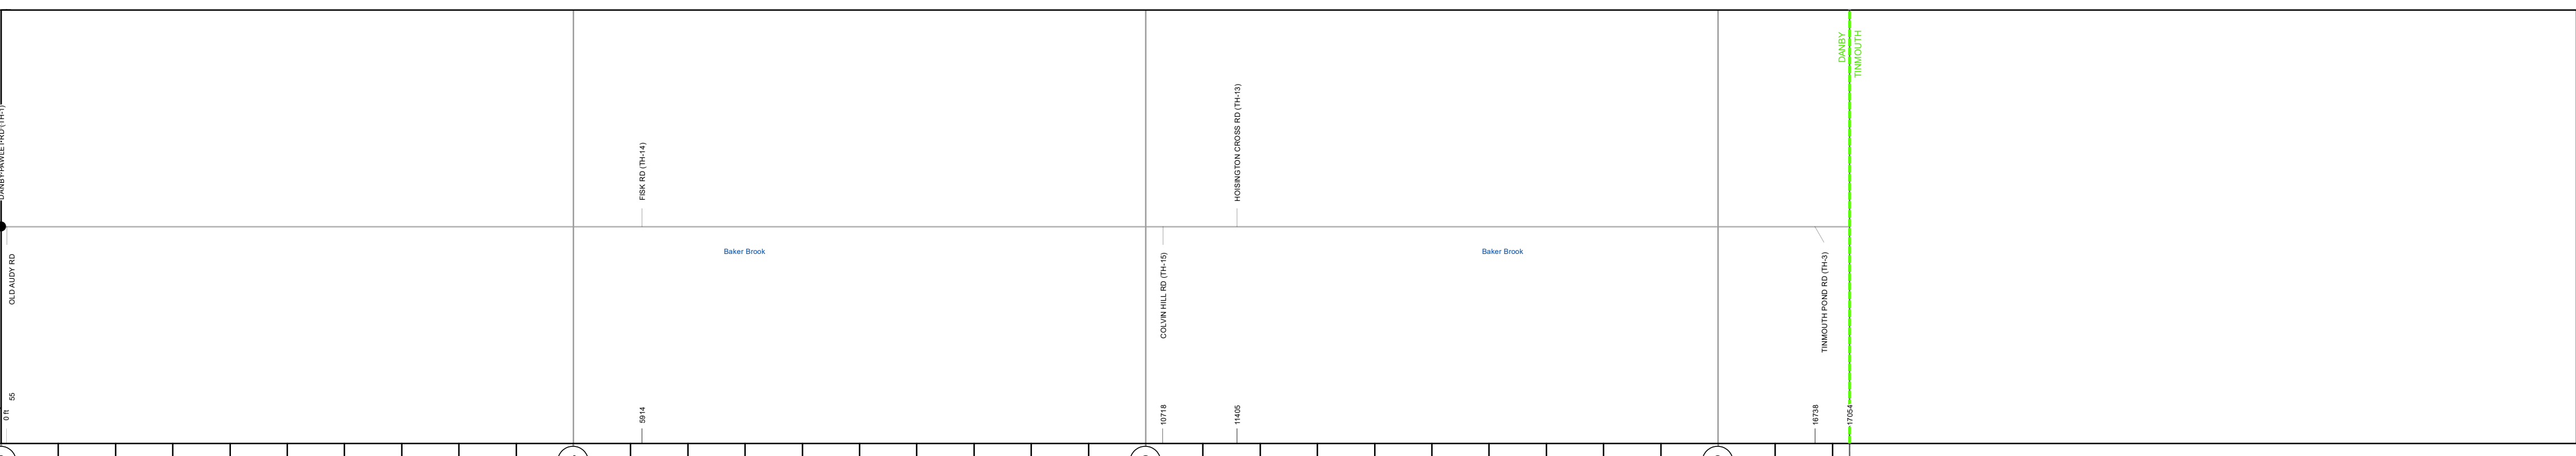 DANBY
TINMOUTH
HOISINGTON CROSS RD (TH-13)
FISK RD (TH-14)
Baker Brook
Baker Brook
OLD AUDY RD
COLVIN HILL RD (TH-15)
TINMOUTH POND RD (TH-3)
0 ft
55
5914
10718
11405
16738
17054